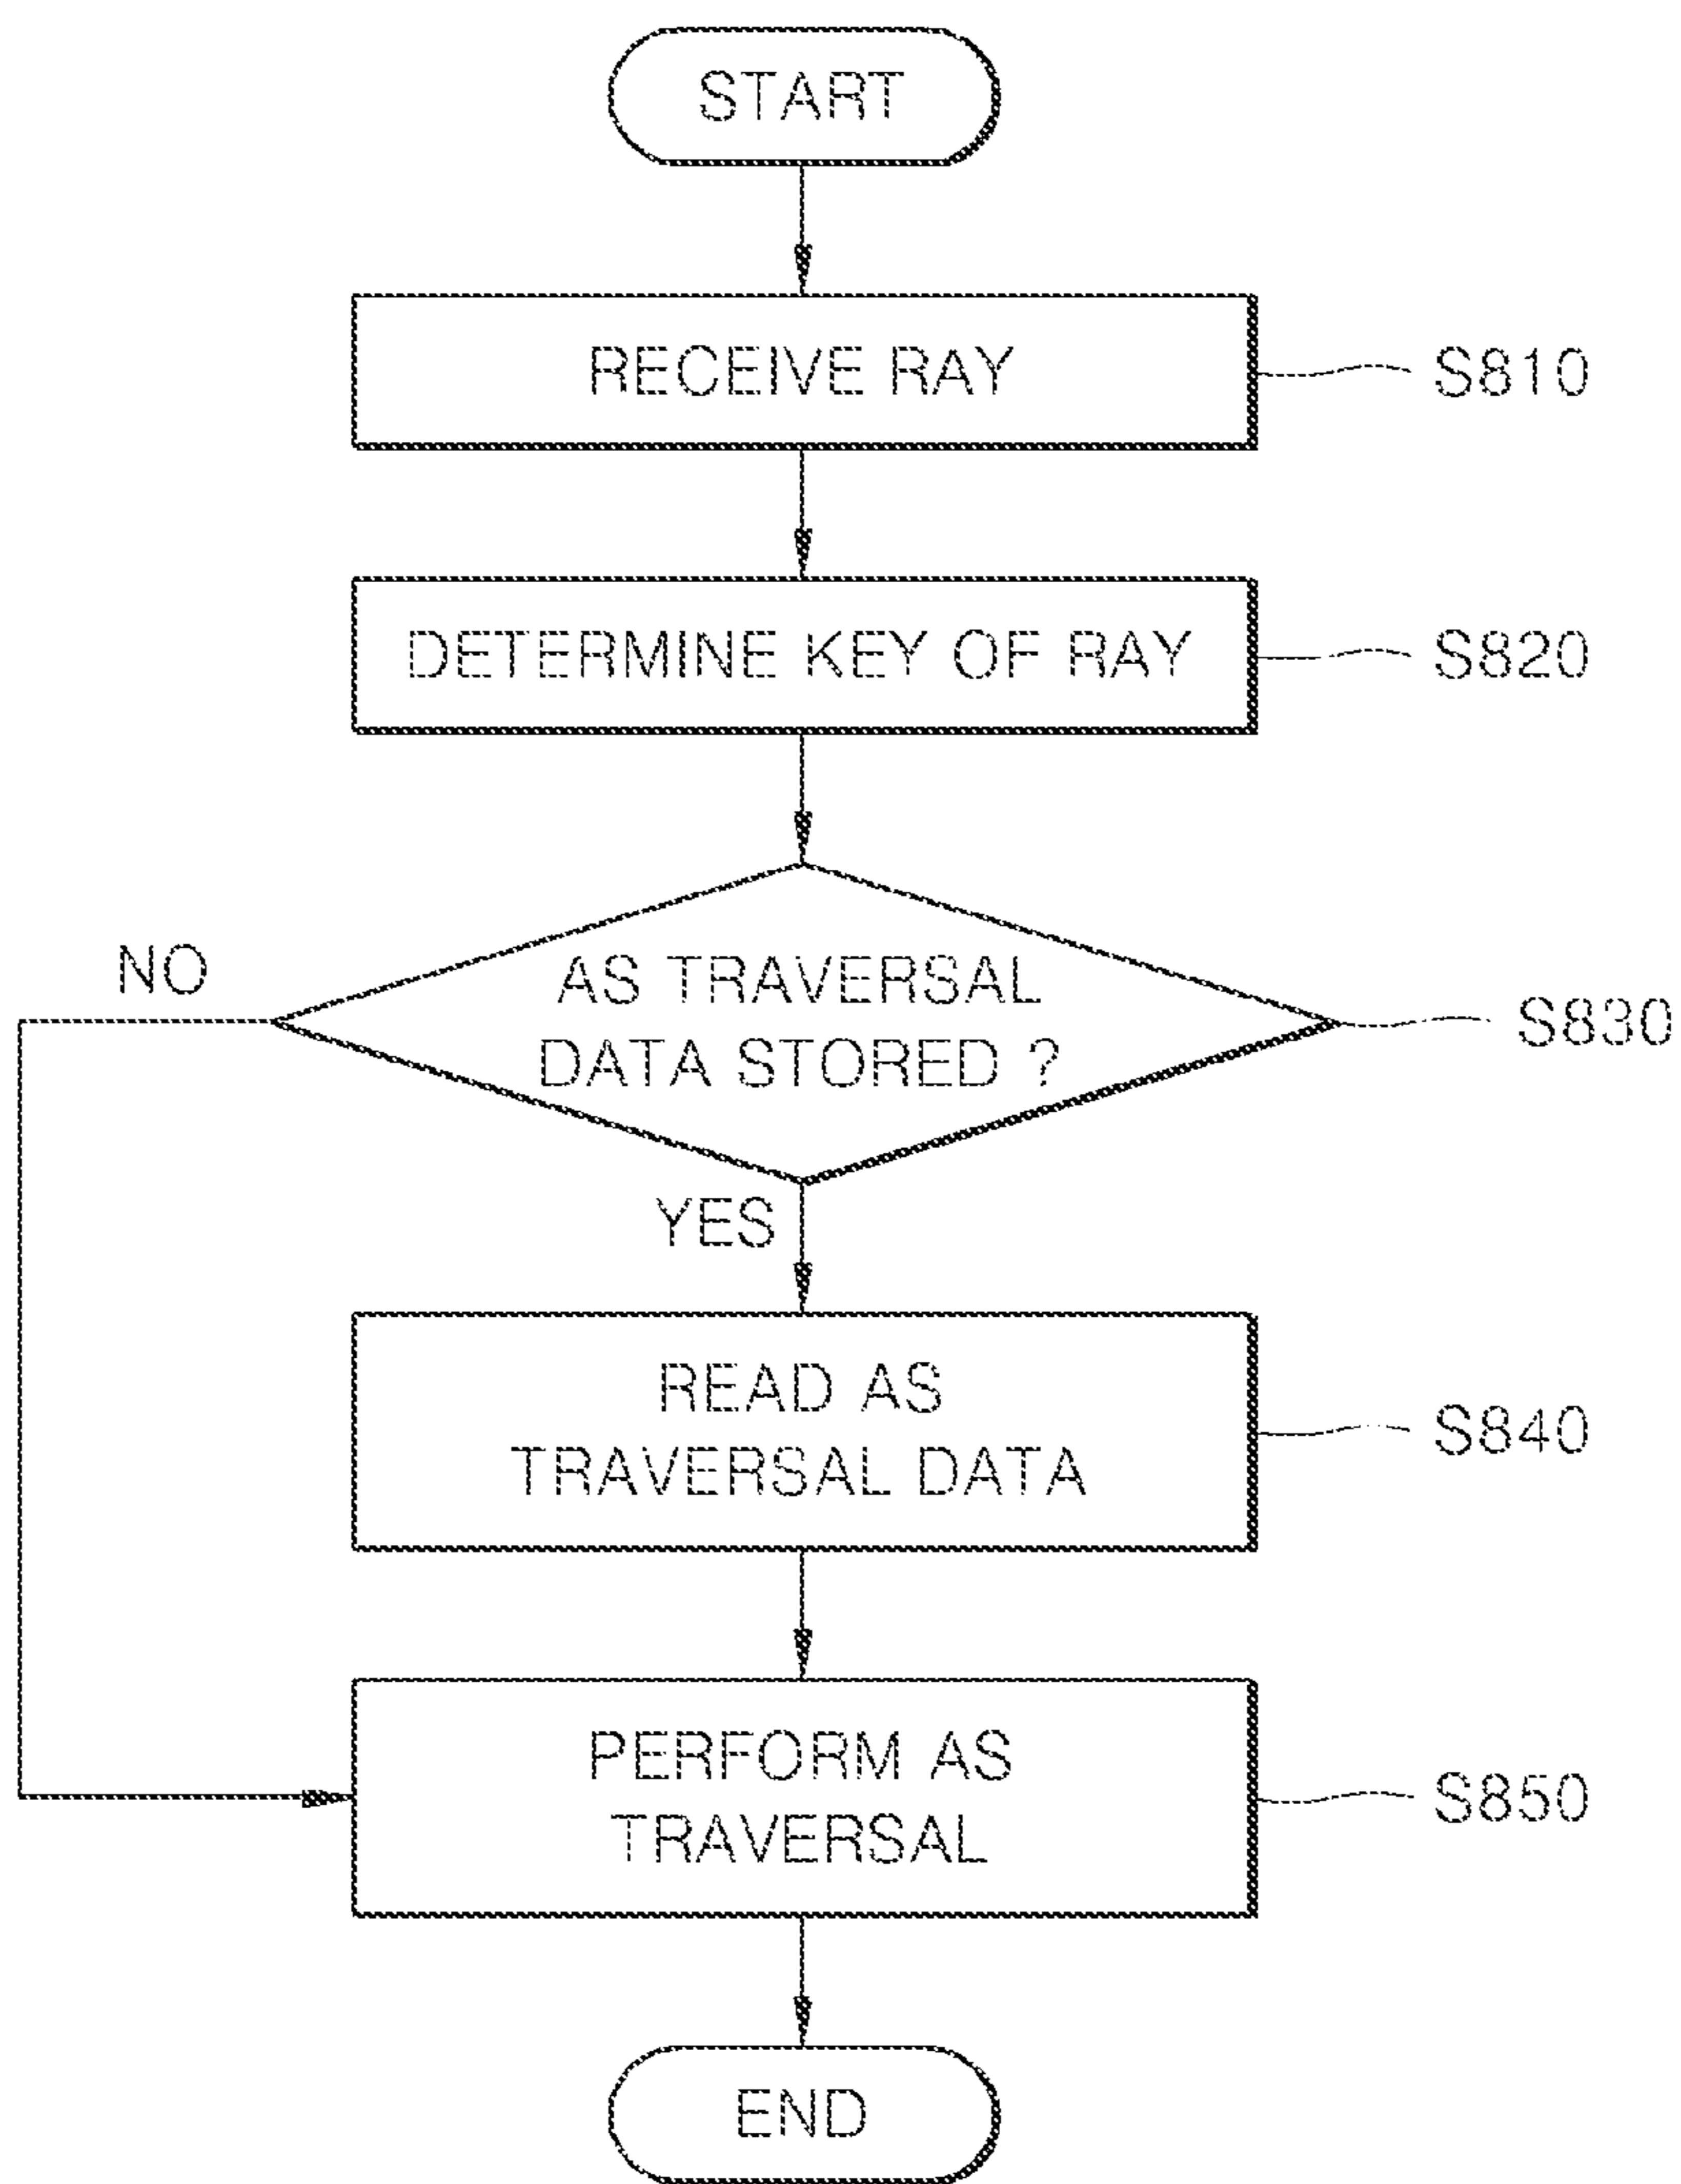 START
RECEIVE RAY
S810
DETERMINE KEY OF RAY
S820
NO
AS TRAVERSAL
DATA STORED ?
S830
YES
READ AS
TRAVERSAL DATA
S840
PERFORM AS
TRAVERSAL
S850
END